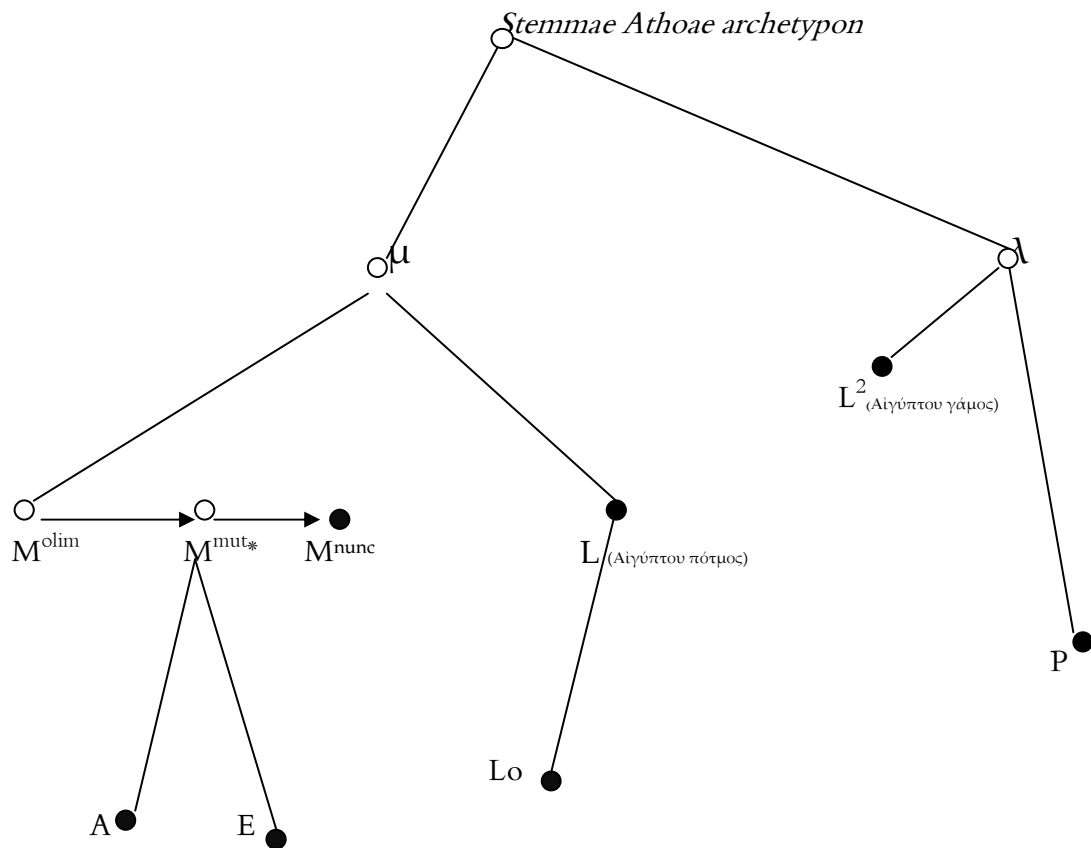 Stemmae Athoae archetypon
μ
λ
L² (Αἰγύπτου γάμος)
M^olim M^mut* M^nunc L (Αἰγύπτου πότμος)
P
Lo
A E